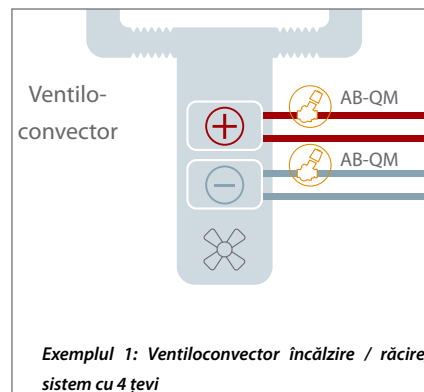 Ventilo-
convector
AB-QM
AB-QM
Exemplul 1: Ventiloconvector încălzire / răcire
sistem cu 4 țevi